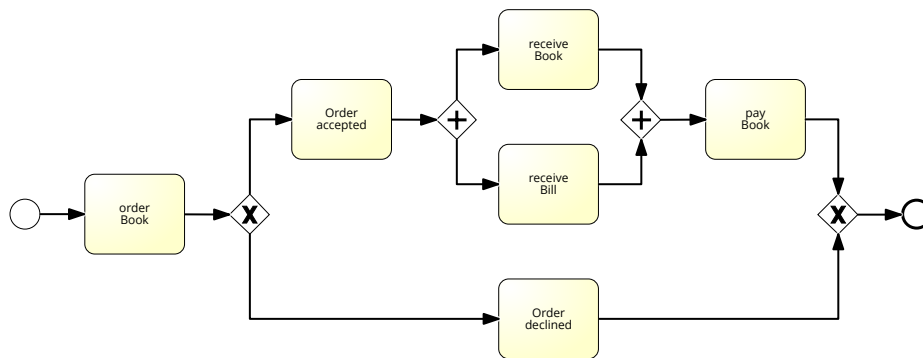 order
Book
Order
accepted
receive
Book
receive
Bill
pay
Book
Order
declined